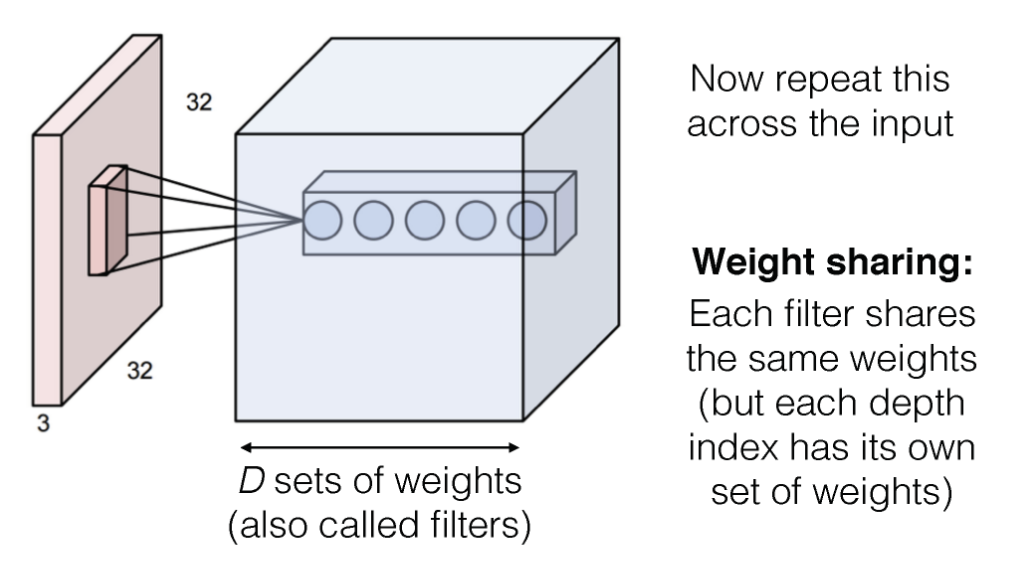 32
32
3
D sets of weights
(also called filters)
Now repeat this
across the input
Weight sharing:
Each filter shares
the same weights
(but each depth
index has its own
set of weights)